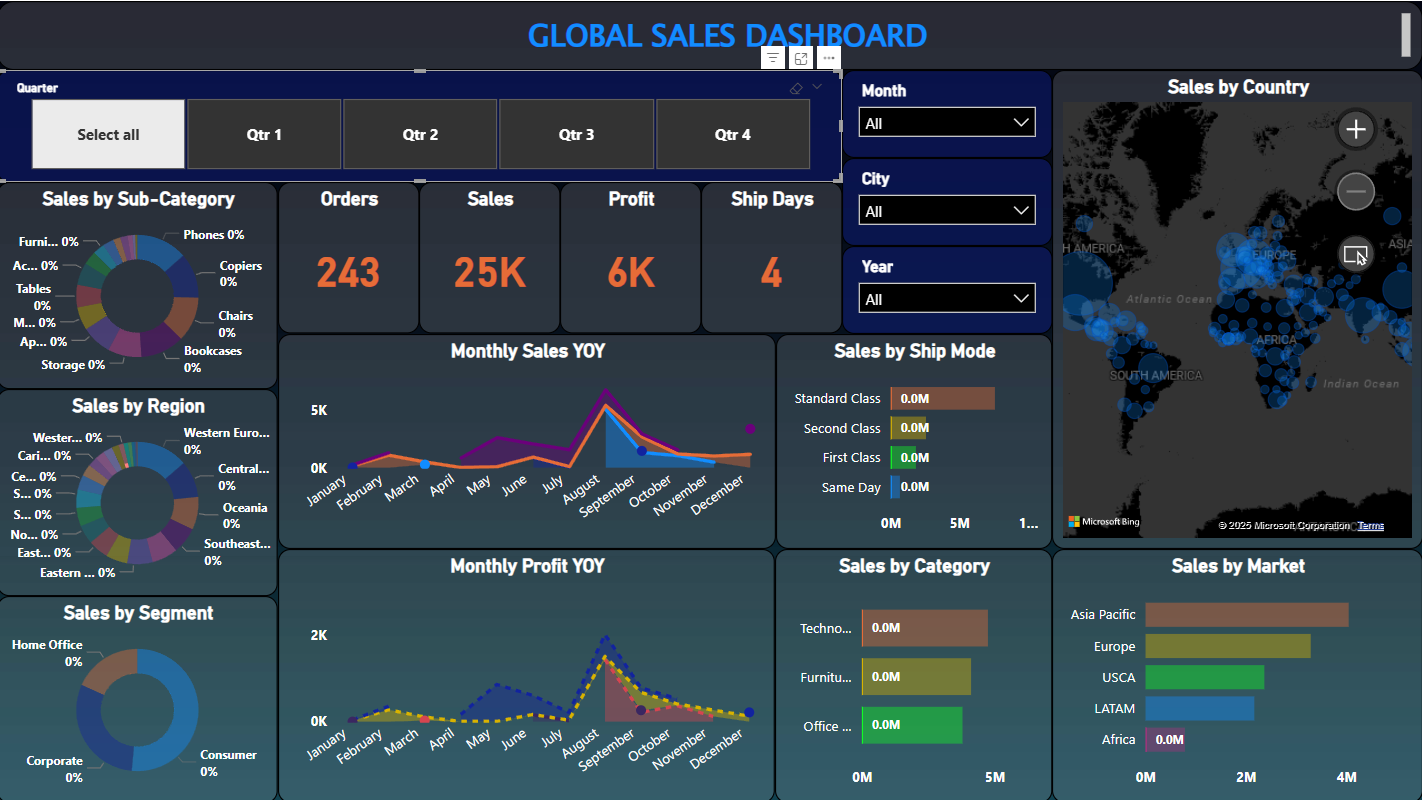 GLOBAL SALES DASHBOARD
Quarter
Select all
Qtr 1
Qtr 2
Qtr 3
Qtr 4
Month
All
City
All
Year
All
Sales by Country
H AMERICA
EUROPE
ASIA
Atlantic Ocean
AFRICA
SOUTH AMERICA
Indian Ocean
Microsoft Bing
© 2025 Microsoft Corporation
Terms
Sales by Sub-Category
Furni... 0%
Phones 0%
Ac... 0%
Copiers
0%
Tables
0%
Chairs
0%
M... 0%
Ap... 0%
Bookcases
0%
Storage 0%
Orders
243
Sales
25K
Profit
6K
Ship Days
4
Sales by Region
Wester... 0%
Western Euro...
0%
Cari... 0%
Central...
0%
Ce... 0%
S... 0%
Oceania
0%
S... 0%
No... 0%
Southeast...
0%
East... 0%
Eastern ... 0%
Sales by Segment
Home Office
0%
Corporate
0%
Consumer
0%
Monthly Sales YOY
5K
0K
January
February
March
April
May
June
July
August
September
October
November
December
Sales by Ship Mode
Standard Class
0.0M
Second Class
0.0M
First Class
0.0M
Same Day
0.0M
0M
5M
1...
Monthly Profit YOY
2K
0K
January
February
March
April
May
June
July
August
September
October
November
December
Sales by Category
Techno...
0.0M
Furnitu...
0.0M
Office ...
0.0M
0M
5M
Sales by Market
Asia Pacific
Europe
USCA
LATAM
Africa
0.0M
0M
2M
4M